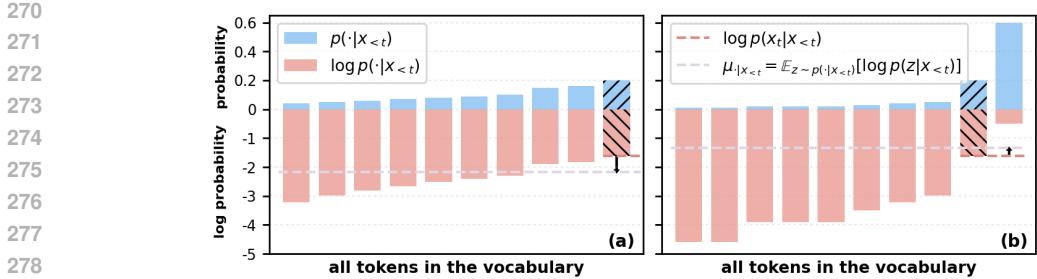 270
271
272
273
274
275
276
277
278
probability
log probability
0.6
0.4
0.2
0
-1
-2
-3
-4
-5
p(·|x<t)
log p(·|x<t)
(a)
all tokens in the vocabulary
log p(xt|x<t)
μ·|x<t = 𝔼z∼p(·|x<t)[log p(z|x<t)]
(b)
all tokens in the vocabulary